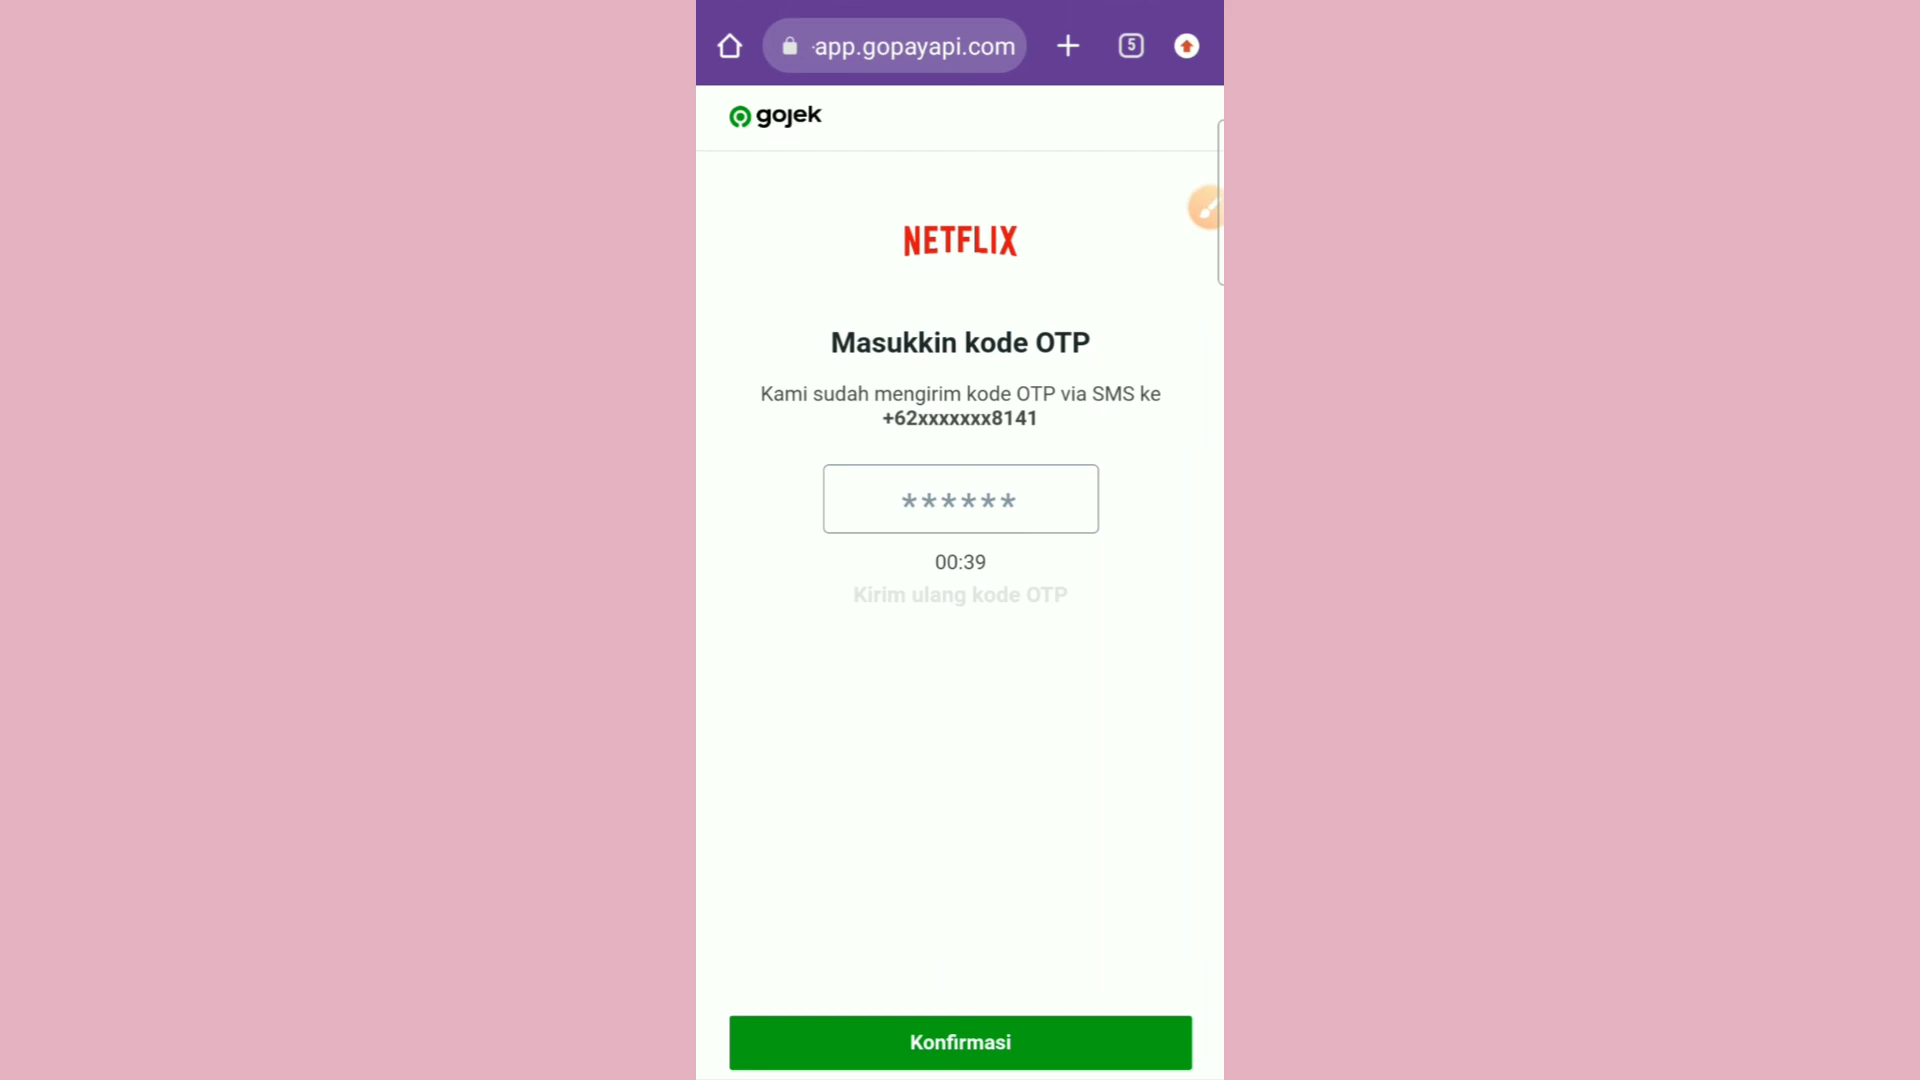 -app.gopayapi.com
5
gojek
NETFLIX
Masukkin kode OTP
Kami sudah mengirim kode OTP via SMS ke
+62xxxxxxx8141
******
00:39
Kirim ulang kode OTP
Konfirmasi